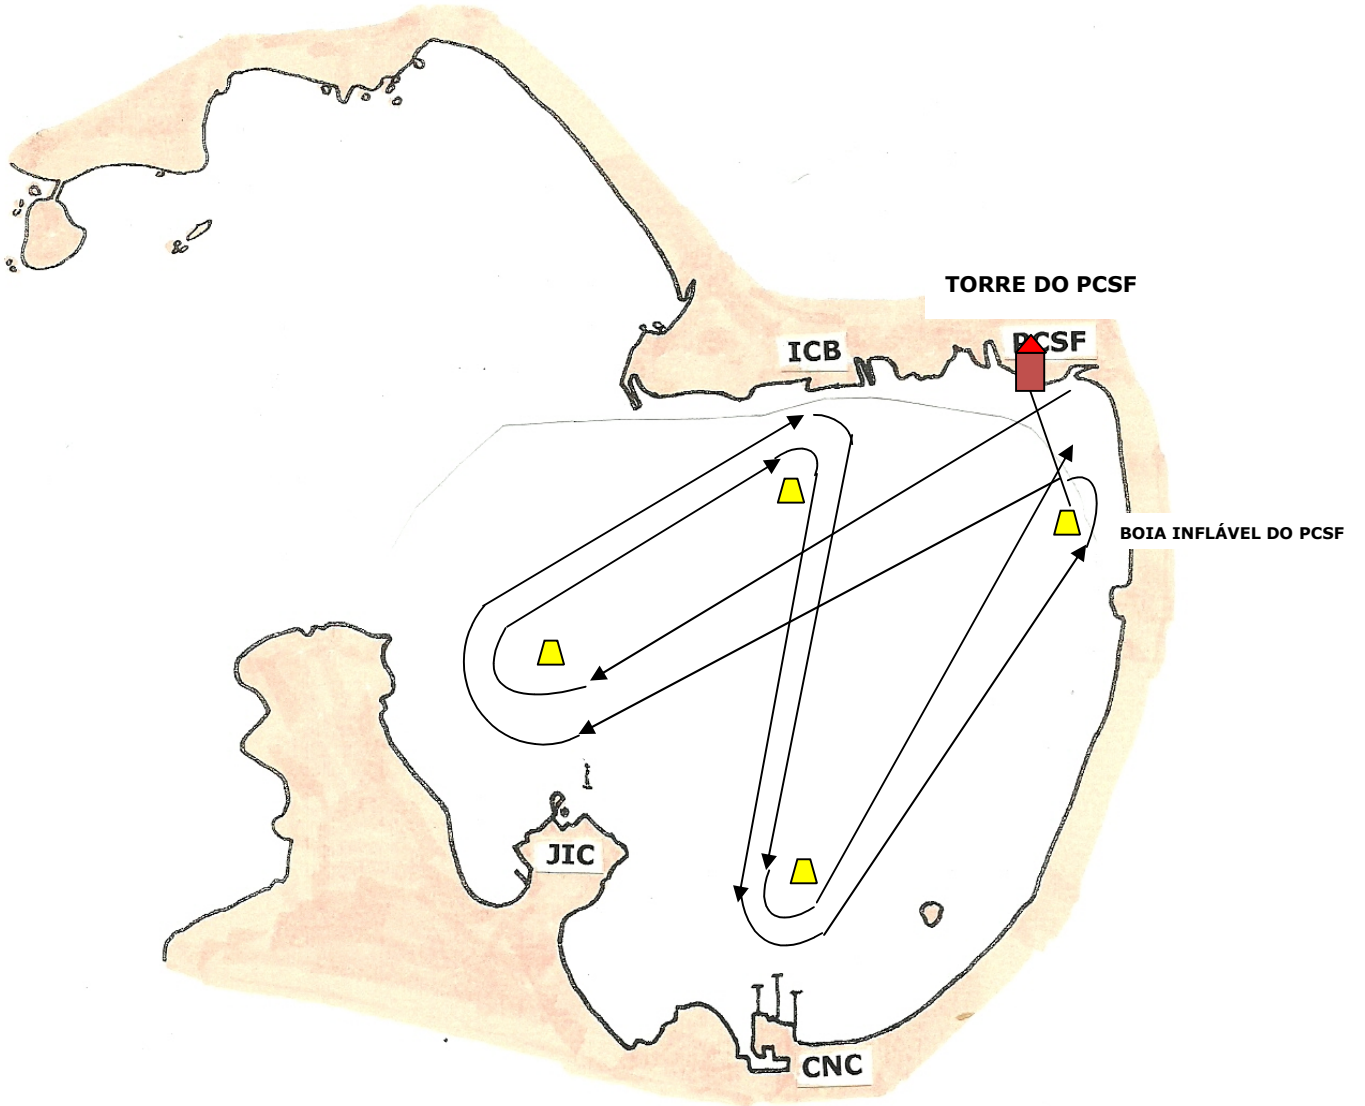 TORRE DO PCSF
PCSF
ICB
BOIA INFLÁVEL DO PCSF
JIC
CNC